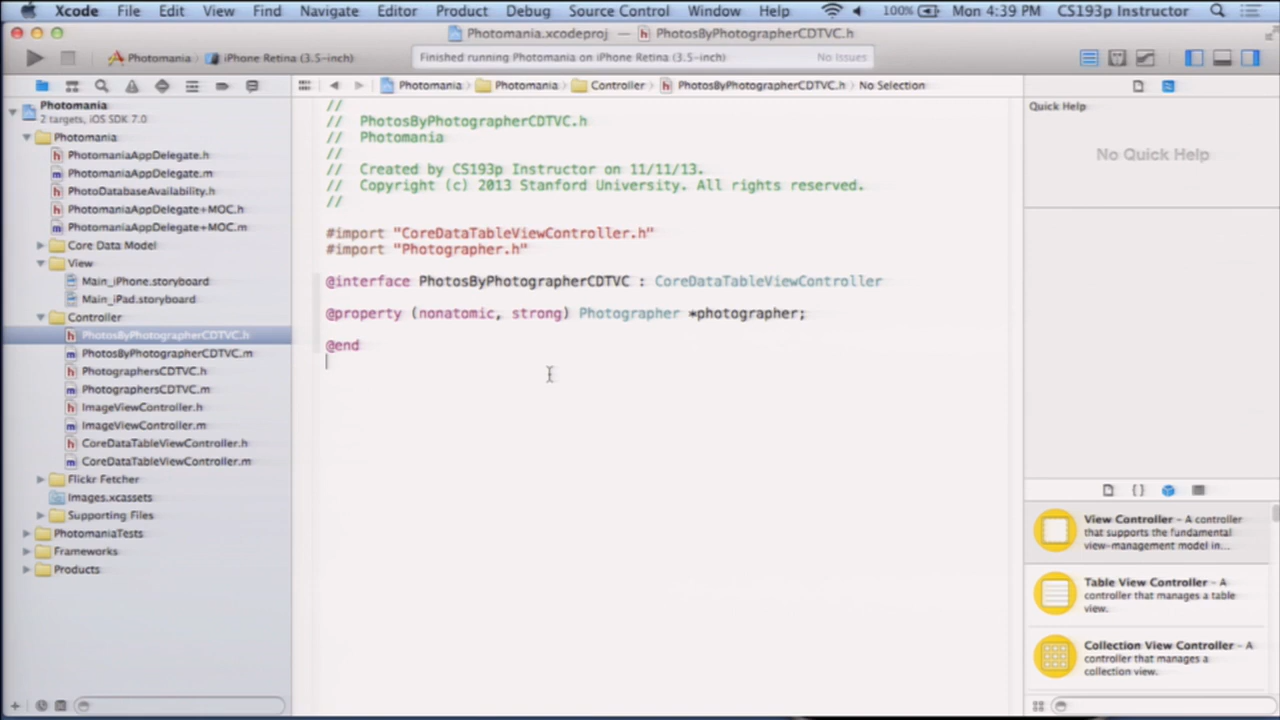 Xcode File Edit View Find Navigate Editor Product Debug Source Control Window Help 100% Mon 4:39 PM CS193p Instructor
Photomania.xcodeproj — PhotosByPhotographerCDTVC.h
Photomania iPhone Retina (3.5-inch) Finished running Photomania on iPhone Retina (3.5-inch) No Issues
Photomania Photomania Controller PhotosByPhotographerCDTVC.h No Selection
Photomania
2 targets, iOS SDK 7.0
Photomania
PhotomaniaAppDelegate.h
PhotomaniaAppDelegate.m
PhotoDatabaseAvailability.h
PhotomaniaAppDelegate+MOC.h
PhotomaniaAppDelegate+MOC.m
Core Data Model
View
Main_iPhone.storyboard
Main_iPad.storyboard
Controller
PhotosByPhotographerCDTVC.h
PhotosByPhotographerCDTVC.m
PhotographersCDTVC.h
PhotographersCDTVC.m
ImageViewController.h
ImageViewController.m
CoreDataTableViewController.h
CoreDataTableViewController.m
Flickr Fetcher
Images.xcassets
Supporting Files
PhotomaniaTests
Frameworks
Products
//
// PhotosByPhotographerCDTVC.h
// Photomania
//
// Created by CS193p Instructor on 11/11/13.
// Copyright (c) 2013 Stanford University. All rights reserved.
//
#import "CoreDataTableViewController.h"
#import "Photographer.h"
@interface PhotosByPhotographerCDTVC : CoreDataTableViewController
@property (nonatomic, strong) Photographer *photographer;
@end
Quick Help
No Quick Help
{ }
View Controller - A controller
that supports the fundamental
view-management model in...
Table View Controller - A
controller that manages a table
view.
Collection View Controller - A
controller that manages a
collection view.